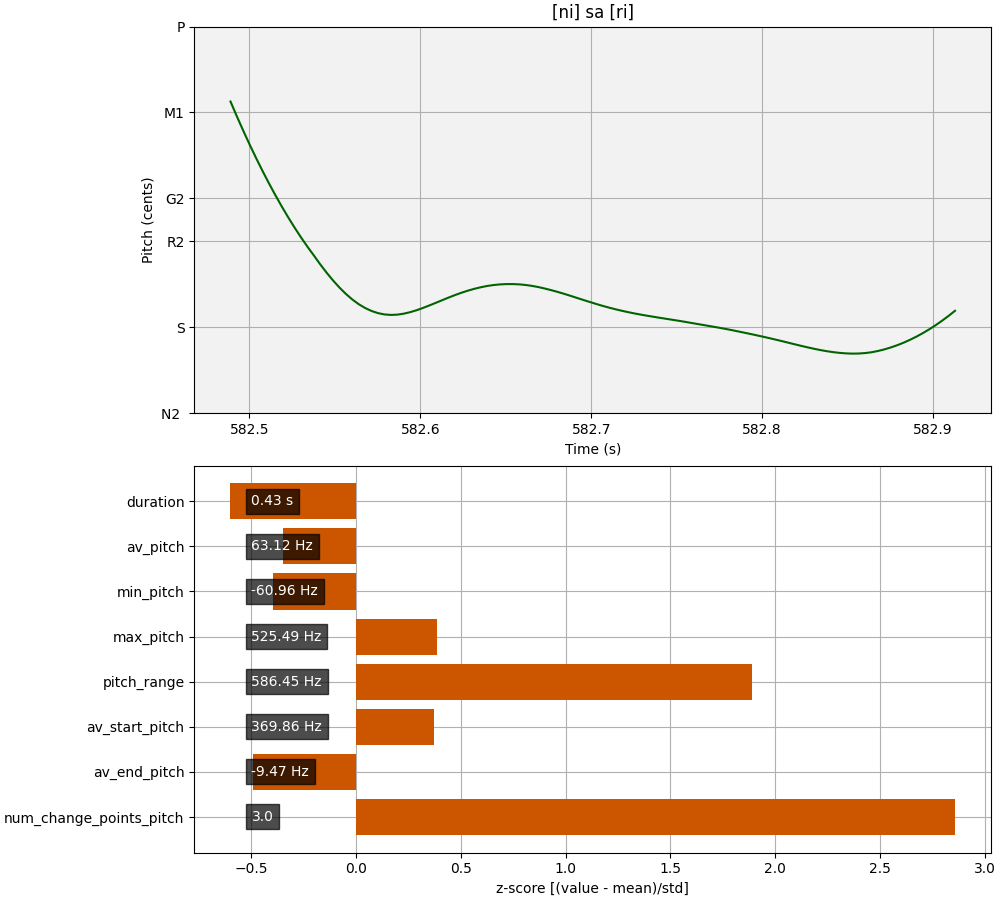 [ni] sa [ri]
P
M1
G2
R2
S
N2
Pitch (cents)
582.5 582.6 582.7 582.8 582.9
Time (s)
duration 0.43 s
av_pitch 63.12 Hz
min_pitch -60.96 Hz
max_pitch 525.49 Hz
pitch_range 586.45 Hz
av_start_pitch 369.86 Hz
av_end_pitch -9.47 Hz
num_change_points_pitch 3.0
−0.5 0.0 0.5 1.0 1.5 2.0 2.5 3.0
z-score [(value - mean)/std]